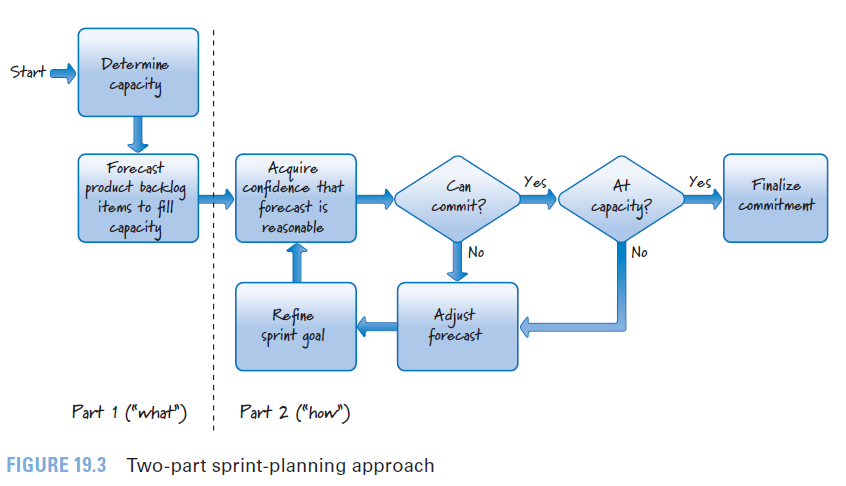 Start
Determine
capacity
Forecast
product backlog
items to fill
capacity
Acquire
confidence that
forecast is
reasonable
Can
commit?
Yes
At
capacity?
Yes
Finalize
commitment
No
No
Refine
sprint goal
Adjust
forecast
Part 1 ("what")
Part 2 ("how")
FIGURE 19.3 Two-part sprint-planning approach